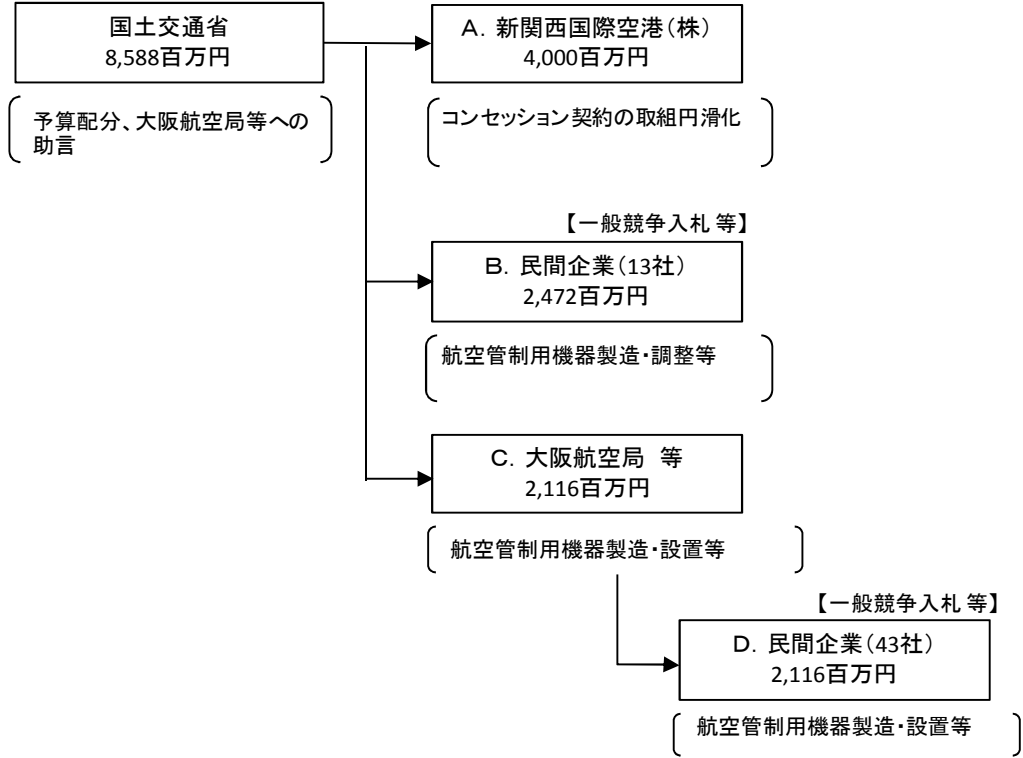 国土交通省
8,588百万円
予算配分、大阪航空局等への
助言
A．新関西国際空港（株）
4,000百万円
コンセッション契約の取組円滑化
【一般競争入札 等】
B．民間企業（13社）
2,472百万円
航空管制用機器製造・調整等
C．大阪航空局　等
2,116百万円
航空管制用機器製造・設置等
【一般競争入札 等】
D．民間企業（43社）
2,116百万円
航空管制用機器製造・設置等